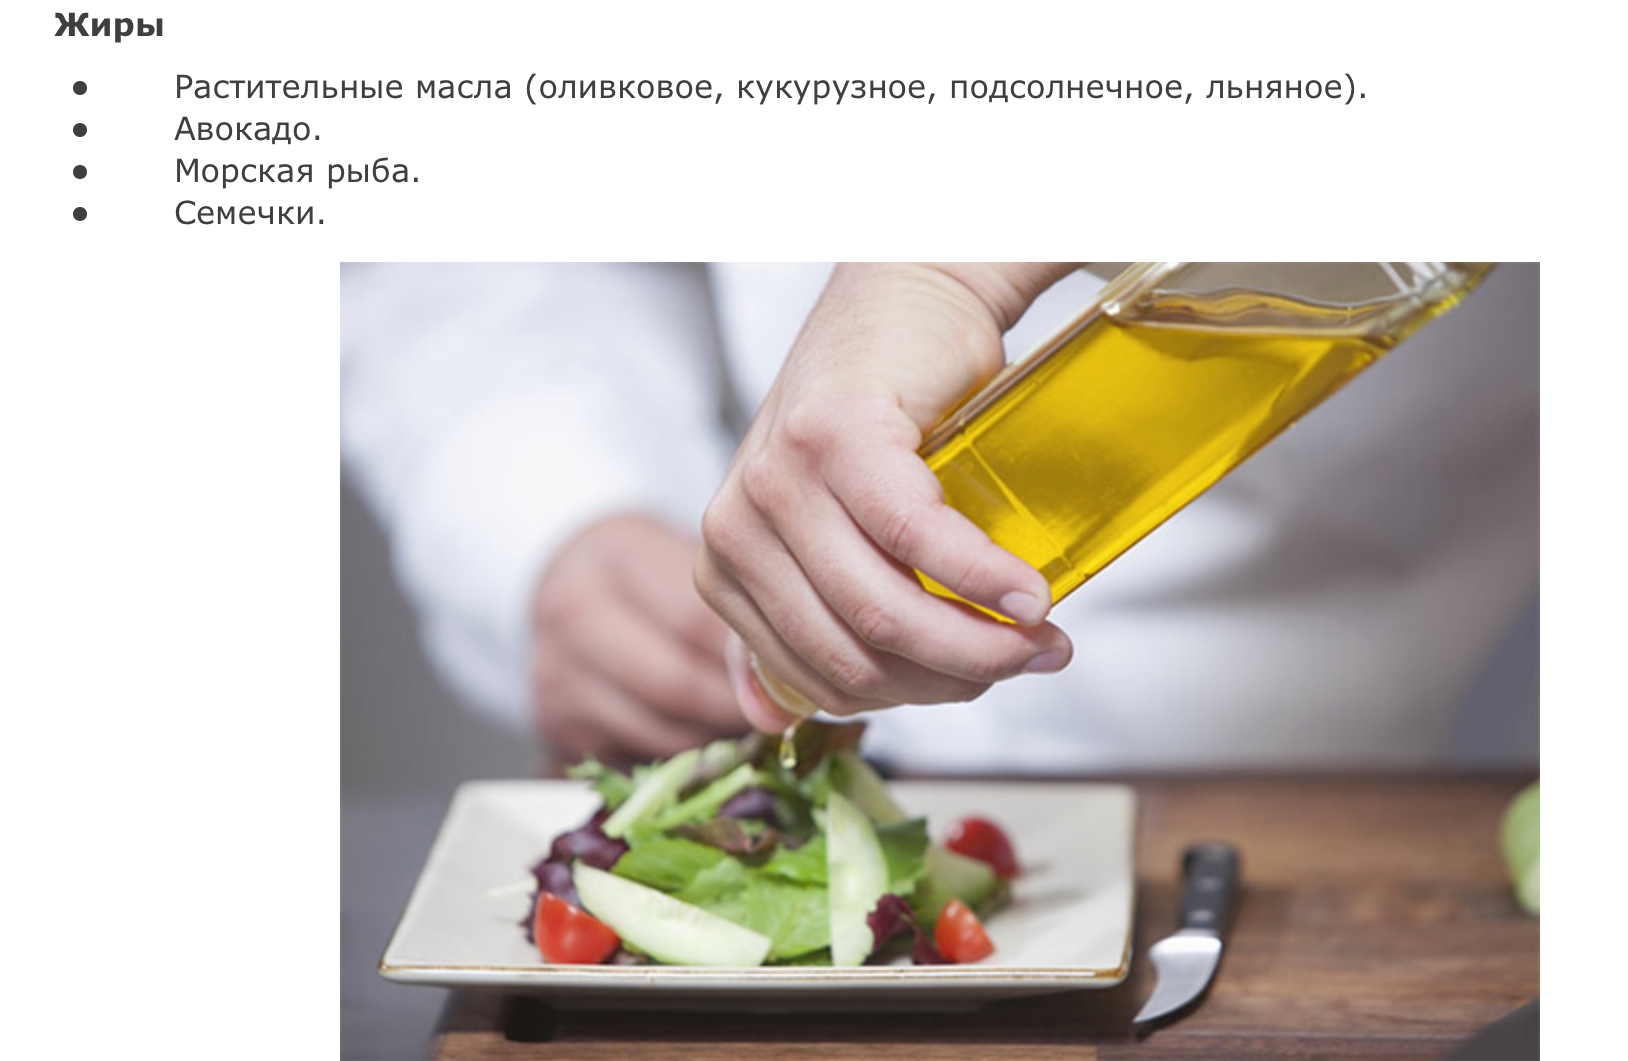 Жиры
● Растительные масла (оливковое, кукурузное, подсолнечное, льняное).
● Авокадо.
● Морская рыба.
● Семечки.